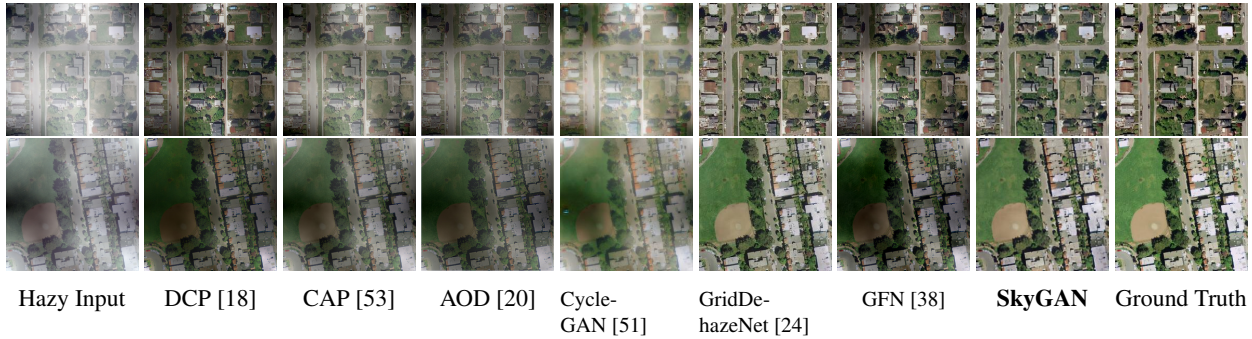 Hazy Input DCP [18] CAP [53] AOD [20] Cycle- GridDe- GFN [38] SkyGAN Ground Truth
GAN [51] hazeNet [24]